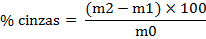 % cinzas = (m2 − m1) × 100
m0